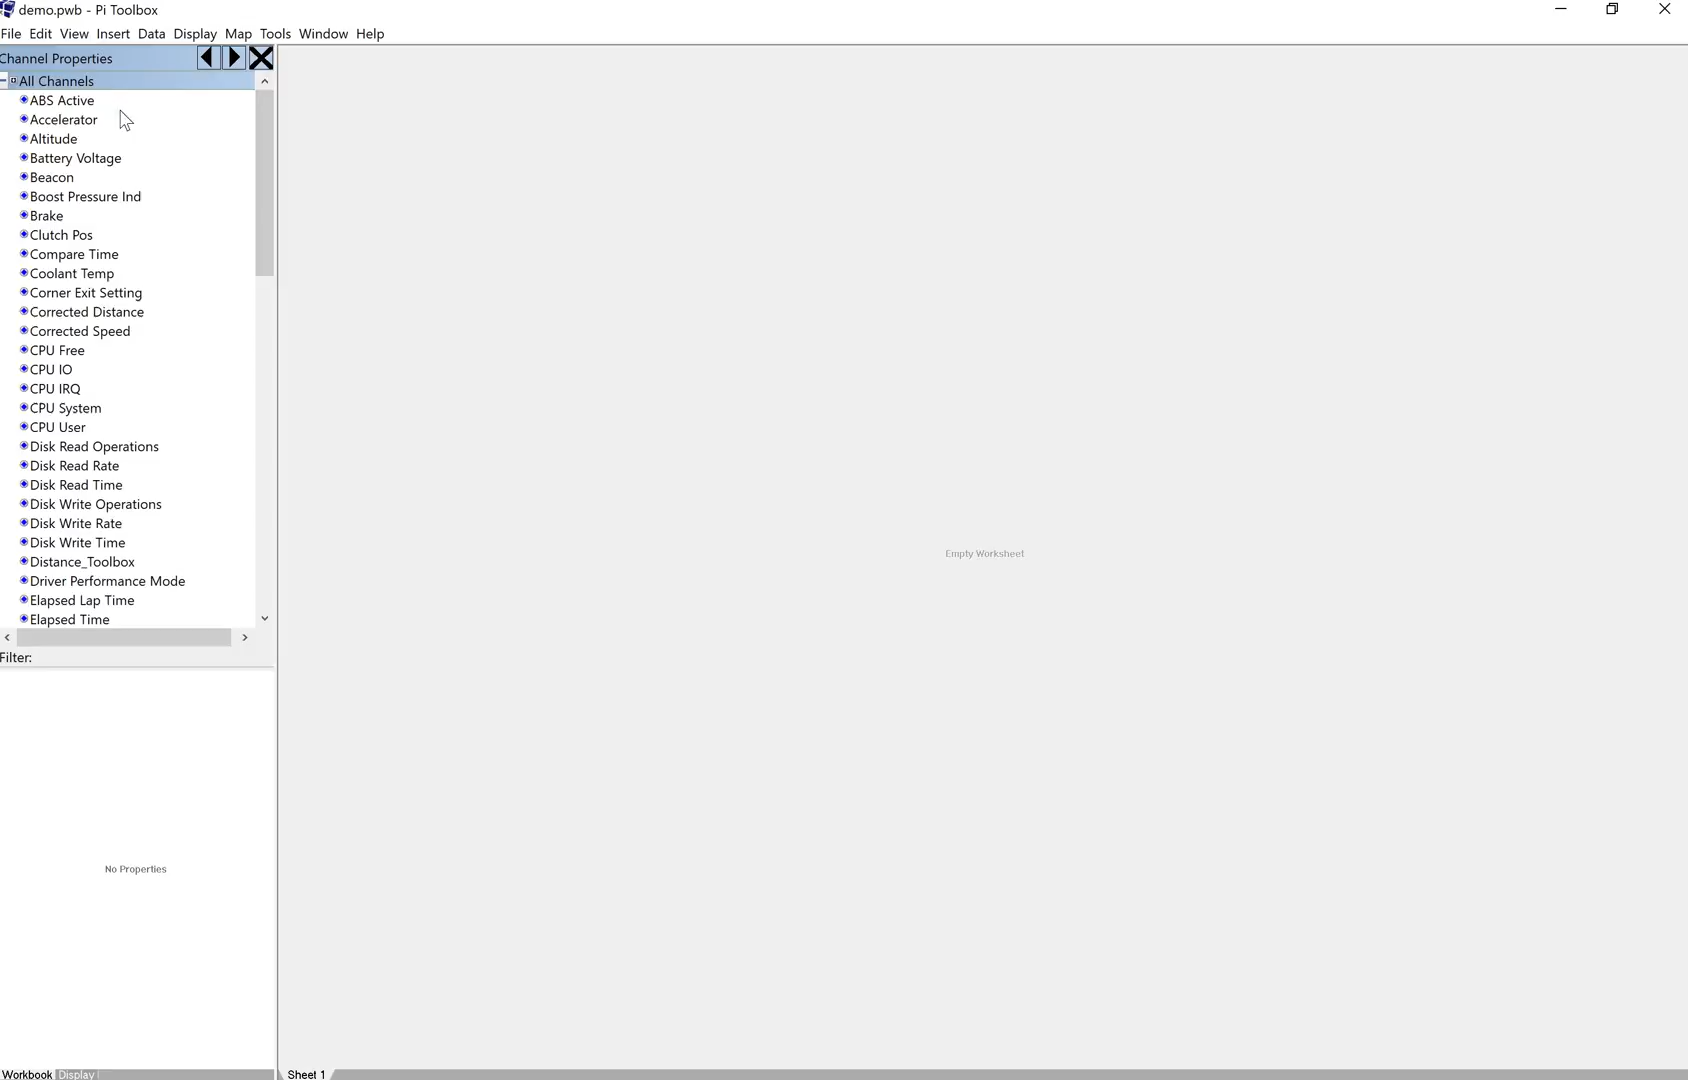 demo.pwb - Pi Toolbox
File Edit View Insert Data Display Map Tools Window Help
Channel Properties
All Channels
ABS Active
Accelerator
Altitude
Battery Voltage
Beacon
Boost Pressure Ind
Brake
Clutch Pos
Compare Time
Coolant Temp
Corner Exit Setting
Corrected Distance
Corrected Speed
CPU Free
CPU IO
CPU IRQ
CPU System
CPU User
Disk Read Operations
Disk Read Rate
Disk Read Time
Disk Write Operations
Disk Write Rate
Disk Write Time
Distance_Toolbox
Driver Performance Mode
Elapsed Lap Time
Elapsed Time
Filter:
No Properties
Empty Worksheet
Workbook Display
Sheet 1